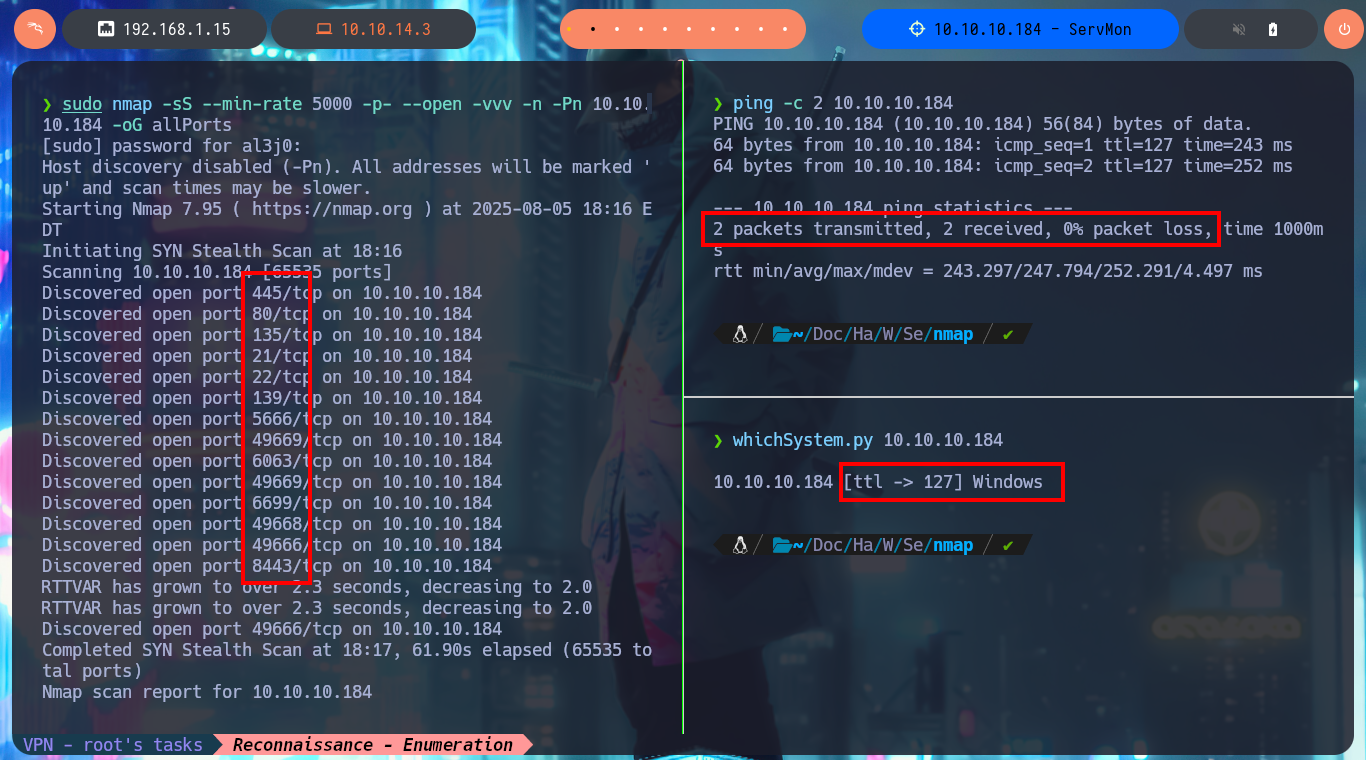 192.168.1.15
10.10.14.3
10.10.10.184 - ServMon
❯ sudo nmap -sS --min-rate 5000 -p- --open -vvv -n -Pn 10.10.
10.184 -oG allPorts
[sudo] password for al3j0:
Host discovery disabled (-Pn). All addresses will be marked '
up' and scan times may be slower.
Starting Nmap 7.95 ( https://nmap.org ) at 2025-08-05 18:16 E
DT
Initiating SYN Stealth Scan at 18:16
Scanning 10.10.10.184 [65535 ports]
Discovered open port 445/tcp on 10.10.10.184
Discovered open port 80/tcp on 10.10.10.184
Discovered open port 135/tcp on 10.10.10.184
Discovered open port 21/tcp on 10.10.10.184
Discovered open port 22/tcp on 10.10.10.184
Discovered open port 139/tcp on 10.10.10.184
Discovered open port 5666/tcp on 10.10.10.184
Discovered open port 49669/tcp on 10.10.10.184
Discovered open port 6063/tcp on 10.10.10.184
Discovered open port 49669/tcp on 10.10.10.184
Discovered open port 6699/tcp on 10.10.10.184
Discovered open port 49668/tcp on 10.10.10.184
Discovered open port 49666/tcp on 10.10.10.184
Discovered open port 8443/tcp on 10.10.10.184
RTTVAR has grown to over 2.3 seconds, decreasing to 2.0
RTTVAR has grown to over 2.3 seconds, decreasing to 2.0
Discovered open port 49666/tcp on 10.10.10.184
Completed SYN Stealth Scan at 18:17, 61.90s elapsed (65535 to
tal ports)
Nmap scan report for 10.10.10.184
❯ ping -c 2 10.10.10.184
PING 10.10.10.184 (10.10.10.184) 56(84) bytes of data.
64 bytes from 10.10.10.184: icmp_seq=1 ttl=127 time=243 ms
64 bytes from 10.10.10.184: icmp_seq=2 ttl=127 time=252 ms
--- 10.10.10.184 ping statistics ---
2 packets transmitted, 2 received, 0% packet loss, time 1000m
s
rtt min/avg/max/mdev = 243.297/247.794/252.291/4.497 ms
~/Doc/Ha/W/Se/nmap / ✔
❯ whichSystem.py 10.10.10.184
10.10.10.184 [ttl -> 127] Windows
~/Doc/Ha/W/Se/nmap / ✔
VPN - root's tasks Reconnaissance - Enumeration